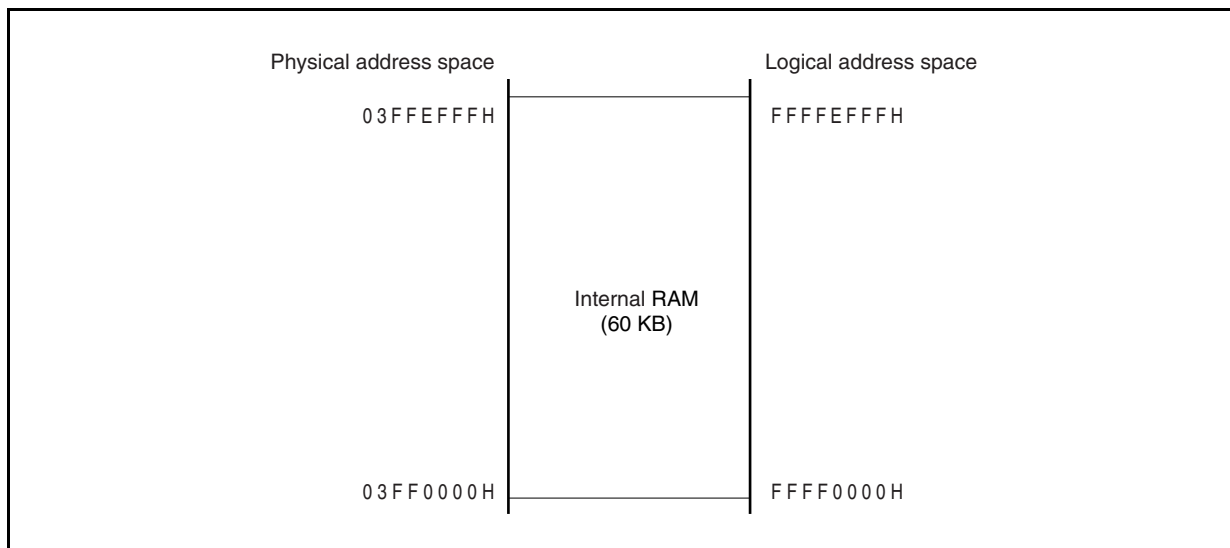 Physical address space
Logical address space
03FFEFFFH
FFFFEFFFH
Internal RAM
(60 KB)
03FF0000H
FFFF0000H